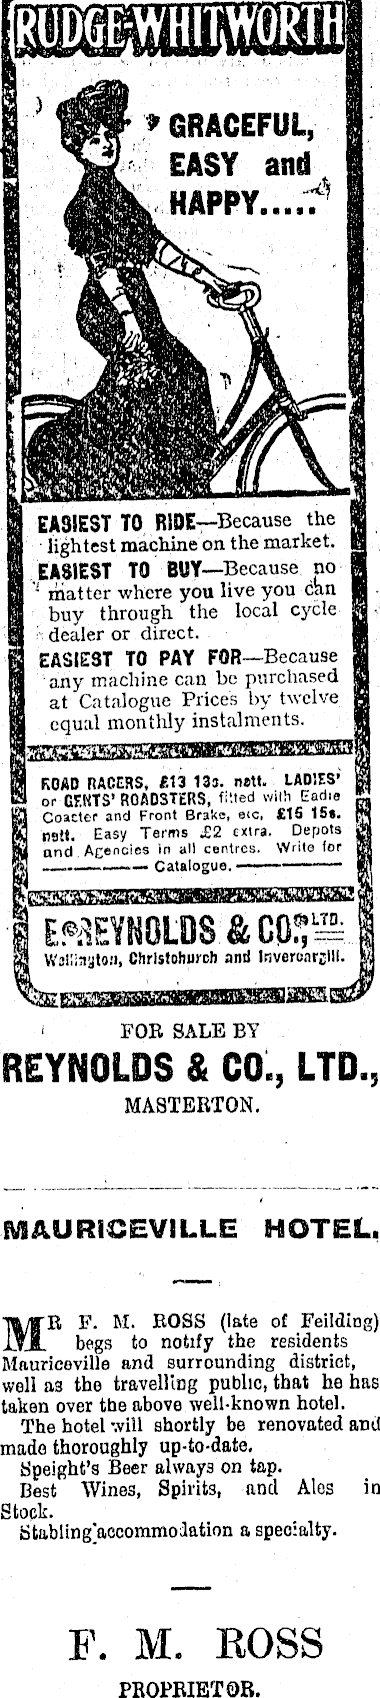 RUDGE-WHITWORTH
GRACEFUL,
EASY and
HAPPY.....
EASIEST TO RIDE—Because the
lightest machine on the market.
EASIEST TO BUY—Because no
matter where you live you can
buy through the local cycle
dealer or direct.
EASIEST TO PAY FOR—Because
any machine can be purchased
at Catalogue Prices by twelve
equal monthly instalments.
ROAD RACERS, £13 13s. nett. LADIES'
or GENTS' ROADSTERS, fitted with Eadie
Coaster and Front Brake, etc, £15 15s.
nett. Easy Terms £2 extra. Depots
and Agencies in all centres. Write for
Catalogue.
E. REYNOLDS & CO., LTD.
Wellington, Christchurch and Invercargill.
FOR SALE BY
REYNOLDS & CO., LTD.,
MASTERTON.
MAURICEVILLE HOTEL.
MR F. M. ROSS (late of Feilding)
begs to notify the residents
Mauriceville and surrounding district,
well as the travelling public, that he has
taken over the above well-known hotel.
The hotel will shortly be renovated and
made thoroughly up-to-date.
Speight's Beer always on tap.
Best Wines, Spirits, and Ales in
Stock.
Stabling accommodation a specialty.
F. M. ROSS
PROPRIETOR.